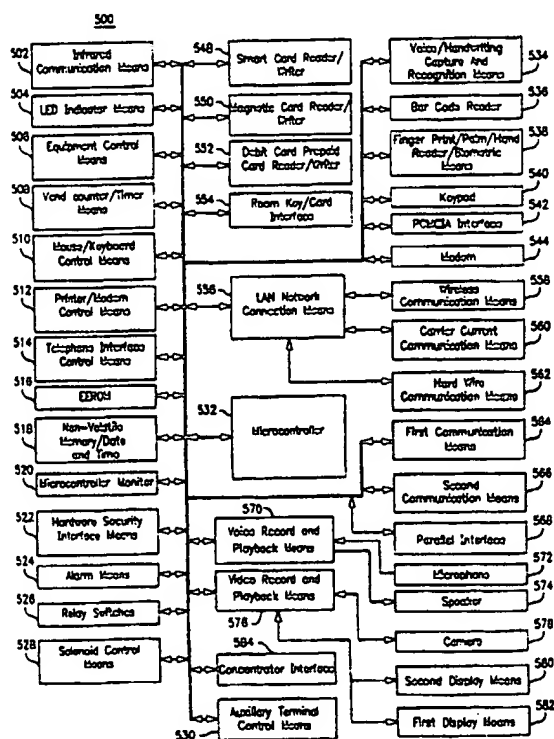 500
502
Infrared
Communication Means
504
LED Indicator Means
506
Equipment Control
Means
508
Vend counter/Timer
Means
510
Mouse/Keyboard
Control Means
512
Printer/Modem
Control Means
514
Telephone Interface
Control Means
516
EEROM
518
Non-Volatile
Memory/Date
and Time
520
Microcontroller Monitor
522
Hardware Security
Interface Means
524
Alarm Means
526
Relay Switches
528
Solenoid Control
Means
548
Smart Card Reader/
Writer
550
Magnetic Card Reader/
Writer
552
Debit Card Prepaid
Card Reader/Writer
554
Room Key/Card
Interface
556
LAN Network
Connection Means
532
Microcontroller
570
Voice Record and
Playback Means
Video Record and
Playback Means
576
584
Concentrator Interface
Auxiliary Terminal
Control Means
530
Voice/Handwriting
Capture And
Recognition Means
534
Bar Code Reader
536
Finger Print/Palm/Hand
Reader/Biometric
Means
538
Keypad
540
PCMCIA Interface
542
Modem
544
Wireless
Communication Means
558
Carrier Current
Communication Means
560
Hard Wire
Communication Means
562
First Communication
Means
564
Second
Communication Means
566
Parallel Interface
568
Microphone
572
Speaker
574
Camera
578
Second Display Means
580
First Display Means
582